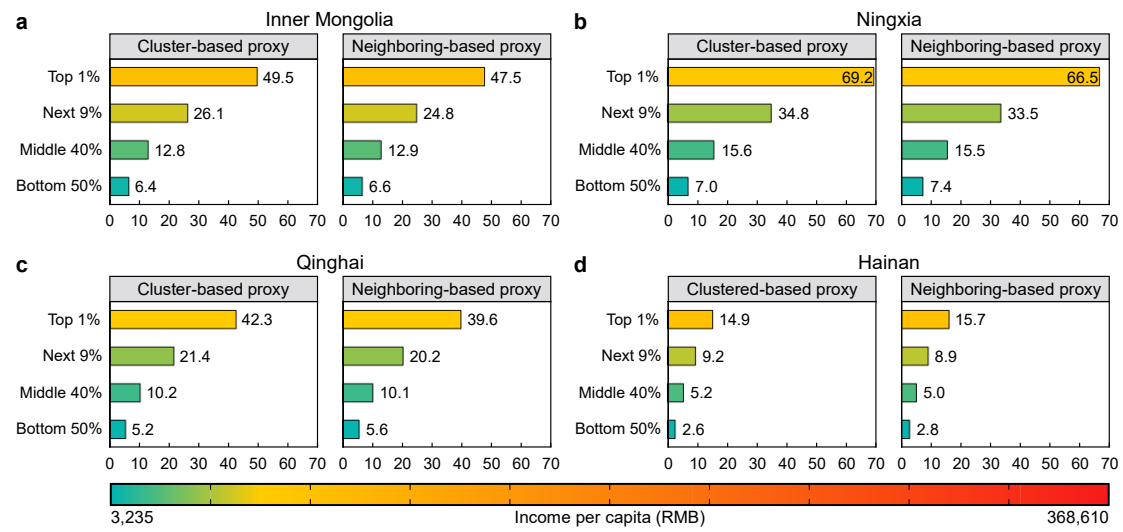 a Inner Mongolia
Cluster-based proxy Neighboring-based proxy
Top 1% 49.5 47.5
Next 9% 26.1 24.8
Middle 40% 12.8 12.9
Bottom 50% 6.4 6.6
0 10 20 30 40 50 60 70 0 10 20 30 40 50 60 70
b Ningxia
Cluster-based proxy Neighboring-based proxy
Top 1% 69.2 66.5
Next 9% 34.8 33.5
Middle 40% 15.6 15.5
Bottom 50% 7.0 7.4
0 10 20 30 40 50 60 70 0 10 20 30 40 50 60 70
c Qinghai
Cluster-based proxy Neighboring-based proxy
Top 1% 42.3 39.6
Next 9% 21.4 20.2
Middle 40% 10.2 10.1
Bottom 50% 5.2 5.6
0 10 20 30 40 50 60 70 0 10 20 30 40 50 60 70
d Hainan
Clustered-based proxy Neighboring-based proxy
Top 1% 14.9 15.7
Next 9% 9.2 8.9
Middle 40% 5.2 5.0
Bottom 50% 2.6 2.8
0 10 20 30 40 50 60 70 0 10 20 30 40 50 60 70
3,235 Income per capita (RMB) 368,610